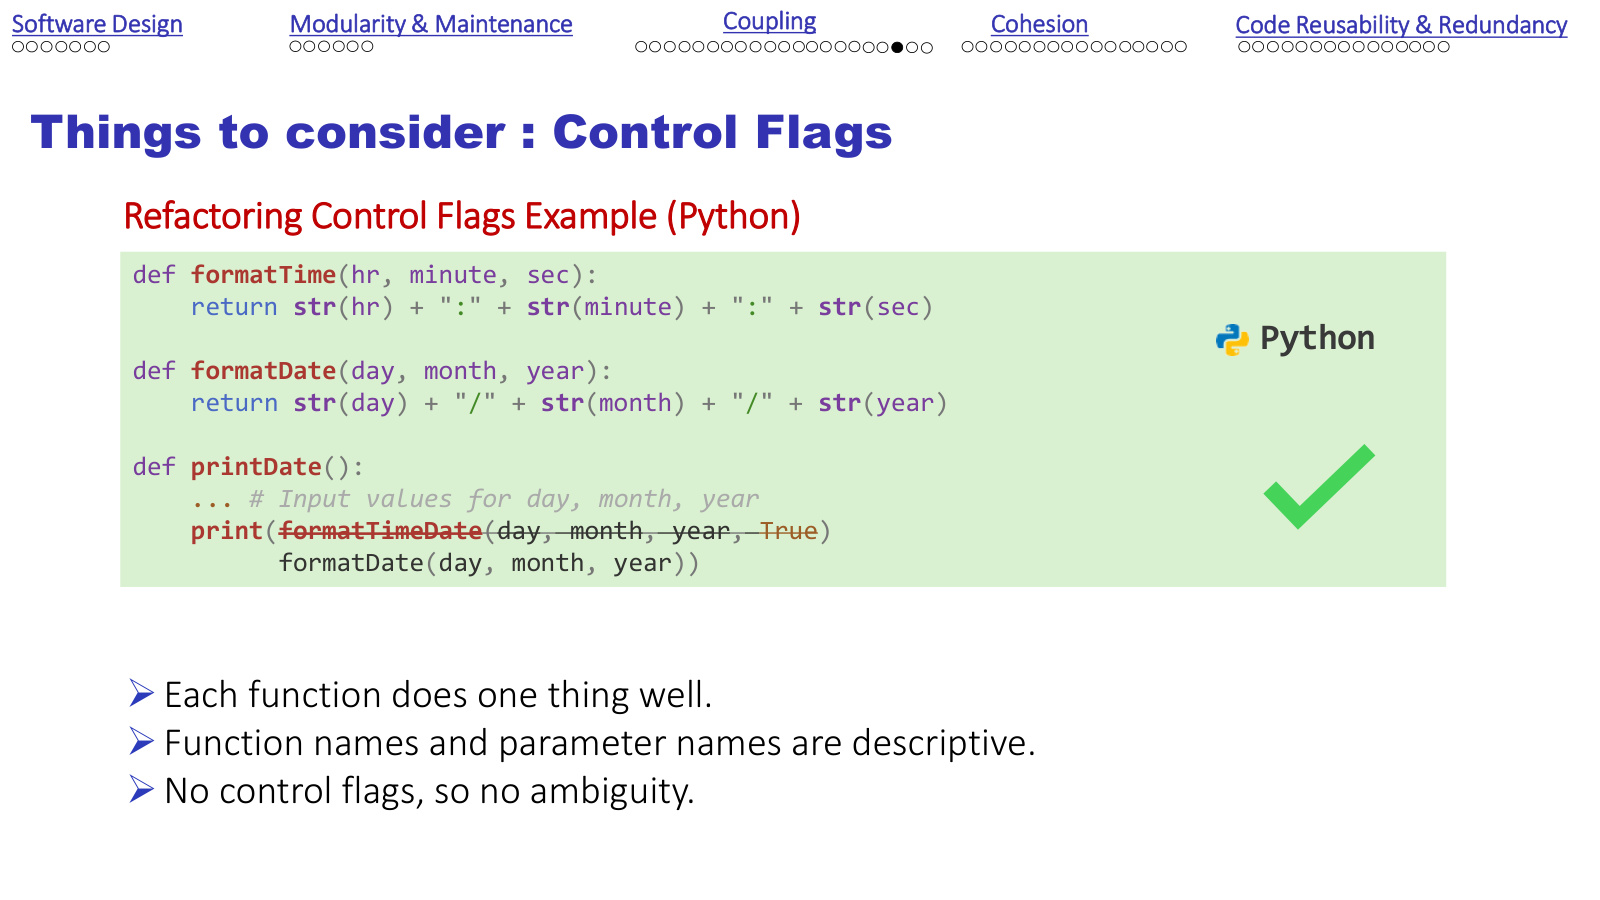 Software Design
Modularity & Maintenance
Coupling
Cohesion
Code Reusability & Redundancy
Things to consider : Control Flags
Refactoring Control Flags Example (Python)
def formatTime(hr, minute, sec):
    return str(hr) + ":" + str(minute) + ":" + str(sec)
Python
def formatDate(day, month, year):
    return str(day) + "/" + str(month) + "/" + str(year)
def printDate():
    ... # Input values for day, month, year
    print(formatTimeDate(day, month, year, True)
          formatDate(day, month, year))
Each function does one thing well.
Function names and parameter names are descriptive.
No control flags, so no ambiguity.